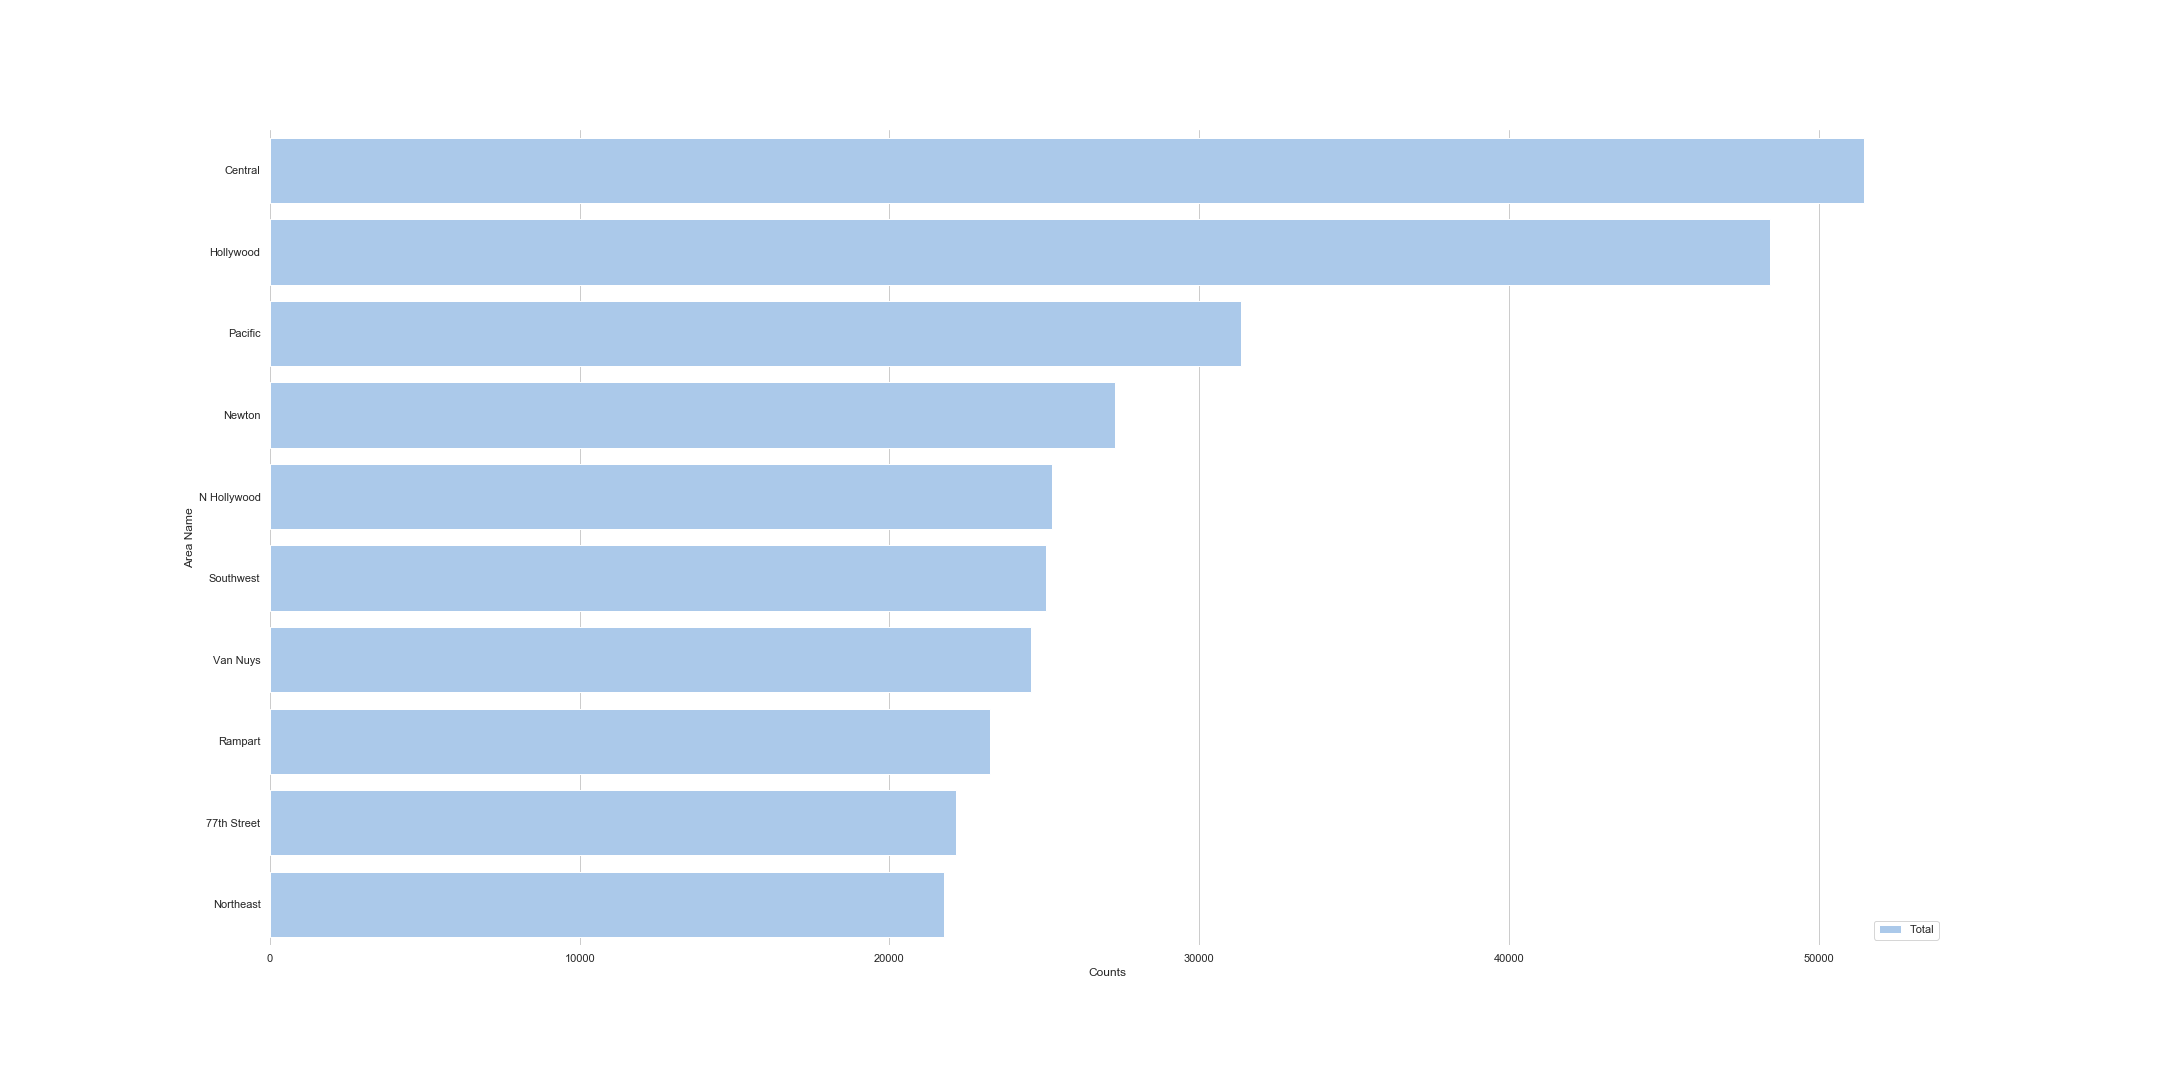 Central
Hollywood
Pacific
Newton
N Hollywood
Southwest
Van Nuys
Rampart
77th Street
Northeast
Area Name
0 10000 20000 30000 40000 50000
Counts
Total